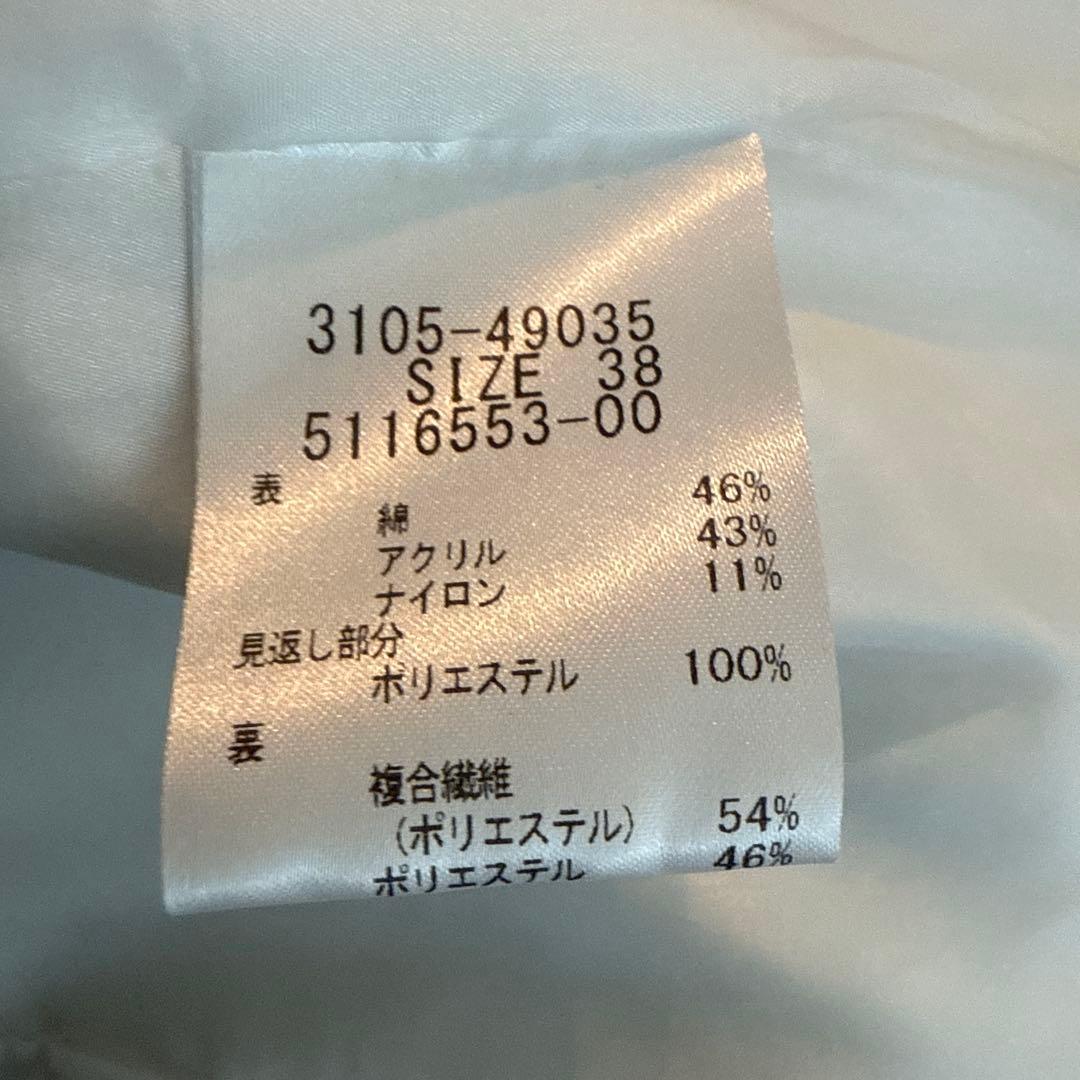 3105-49035
SIZE 38
5116553-00
表
綿 46%
アクリル 43%
ナイロン 11%
見返し部分
ポリエステル 100%
裏
複合繊維
(ポリエステル) 54%
ポリエステル 46%